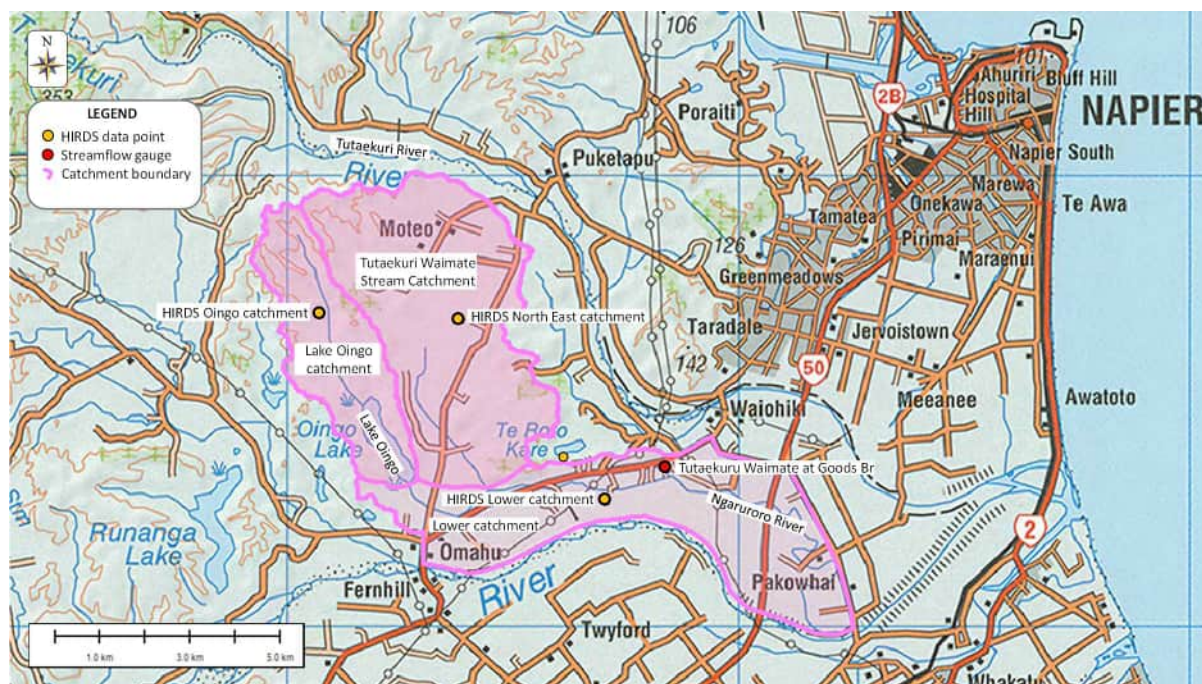 106
101
Ahuriri
Bluff Hill
Hospital
Hill
NAPIER
2B
N
353
LEGEND
HIRDS data point
Streamflow gauge
Catchment boundary
Poraiti
Napier South
Tutaekuri River
River
Puketapu
100
Marewa
Onekawa
Te Awa
Tamatea
Moteo
Pirimai
126
Maraenui
Tutaekuri Waimate
Stream Catchment
Greenmeadows
HIRDS Oingo catchment
HIRDS North East catchment
Taradale
Jervoistown
Lake Oingo
catchment
142
50
Meeanee
Awatoto
Waiohiki
Oingo
Lake
Lake Oingo
Te Roto
Kare
Tutaekuru Waimate at Goods Br
HIRDS Lower catchment
Ngaruroro River
Lower catchment
Runanga
Lake
2
Omahu
Pakowhai
Fernhill
River
Twyford
1.0 km
3.0 km
5.0 km
Whakatu